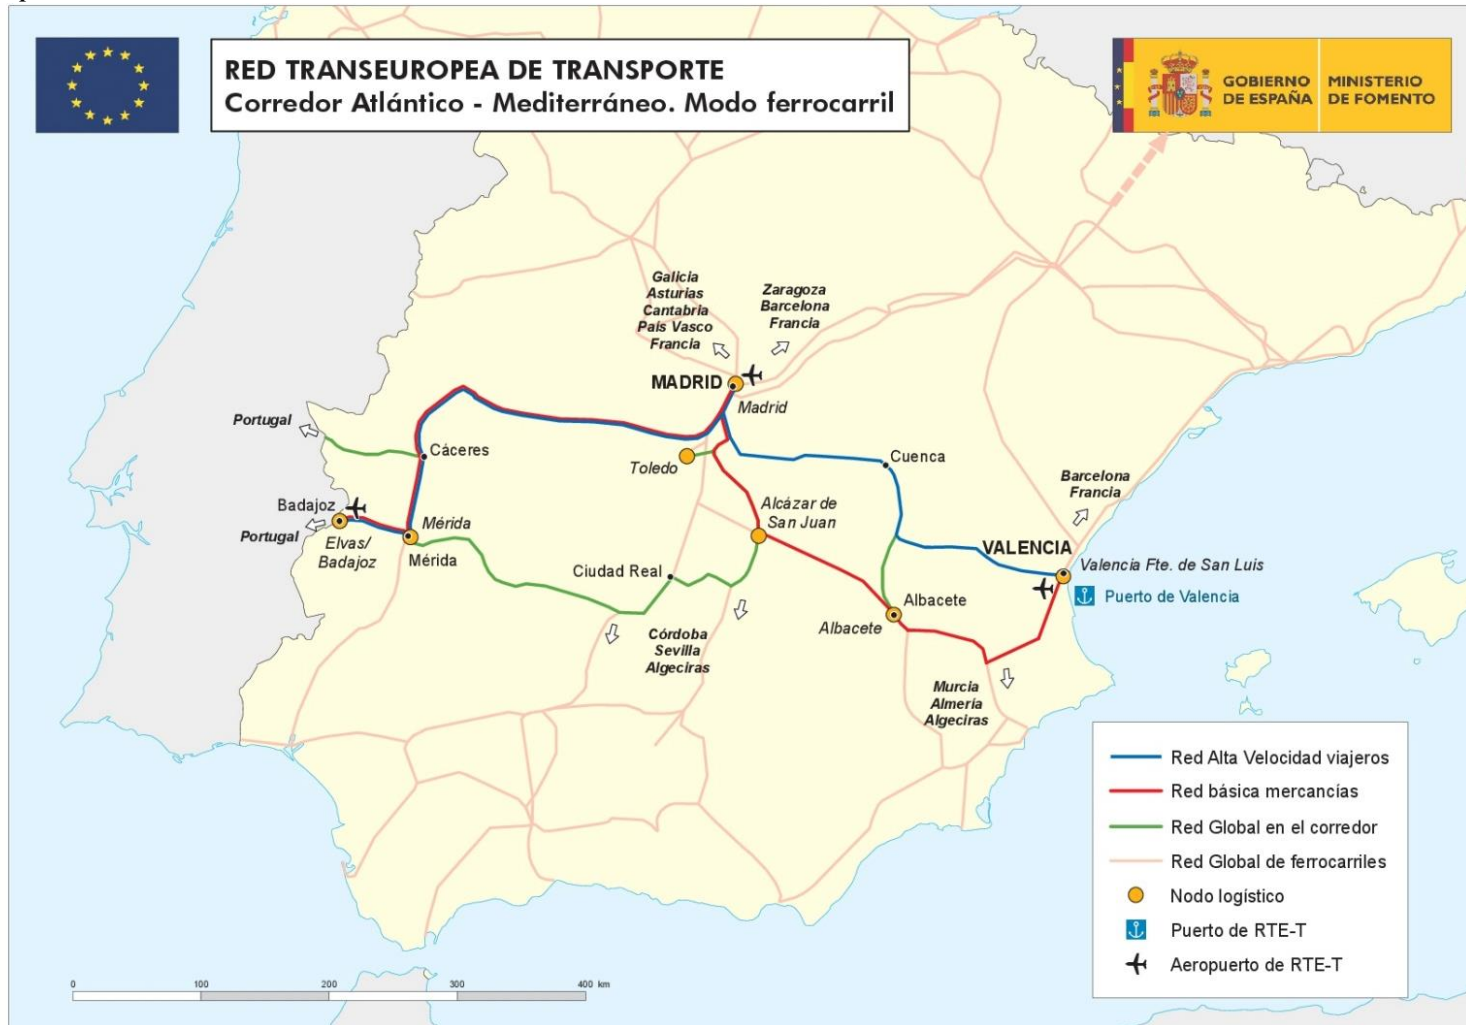 RED TRANSEUROPEA DE TRANSPORTE
Corredor Atlántico - Mediterráneo. Modo ferrocarril
GOBIERNO
DE ESPAÑA
MINISTERIO
DE FOMENTO
Galicia
Asturias
Cantabria
País Vasco
Francia
Zaragoza
Barcelona
Francia
MADRID
Madrid
Portugal
Cáceres
Toledo
Cuenca
Barcelona
Francia
Badajoz
Portugal
Elvas/
Badajoz
Mérida
Mérida
Alcázar de
San Juan
Ciudad Real
VALENCIA
Valencia Fte. de San Luis
Puerto de Valencia
Albacete
Albacete
Córdoba
Sevilla
Algeciras
Murcia
Almería
Algeciras
Red Alta Velocidad viajeros
Red básica mercancías
Red Global en el corredor
Red Global de ferrocarriles
Nodo logístico
Puerto de RTE-T
Aeropuerto de RTE-T
0 100 200 300 400 km